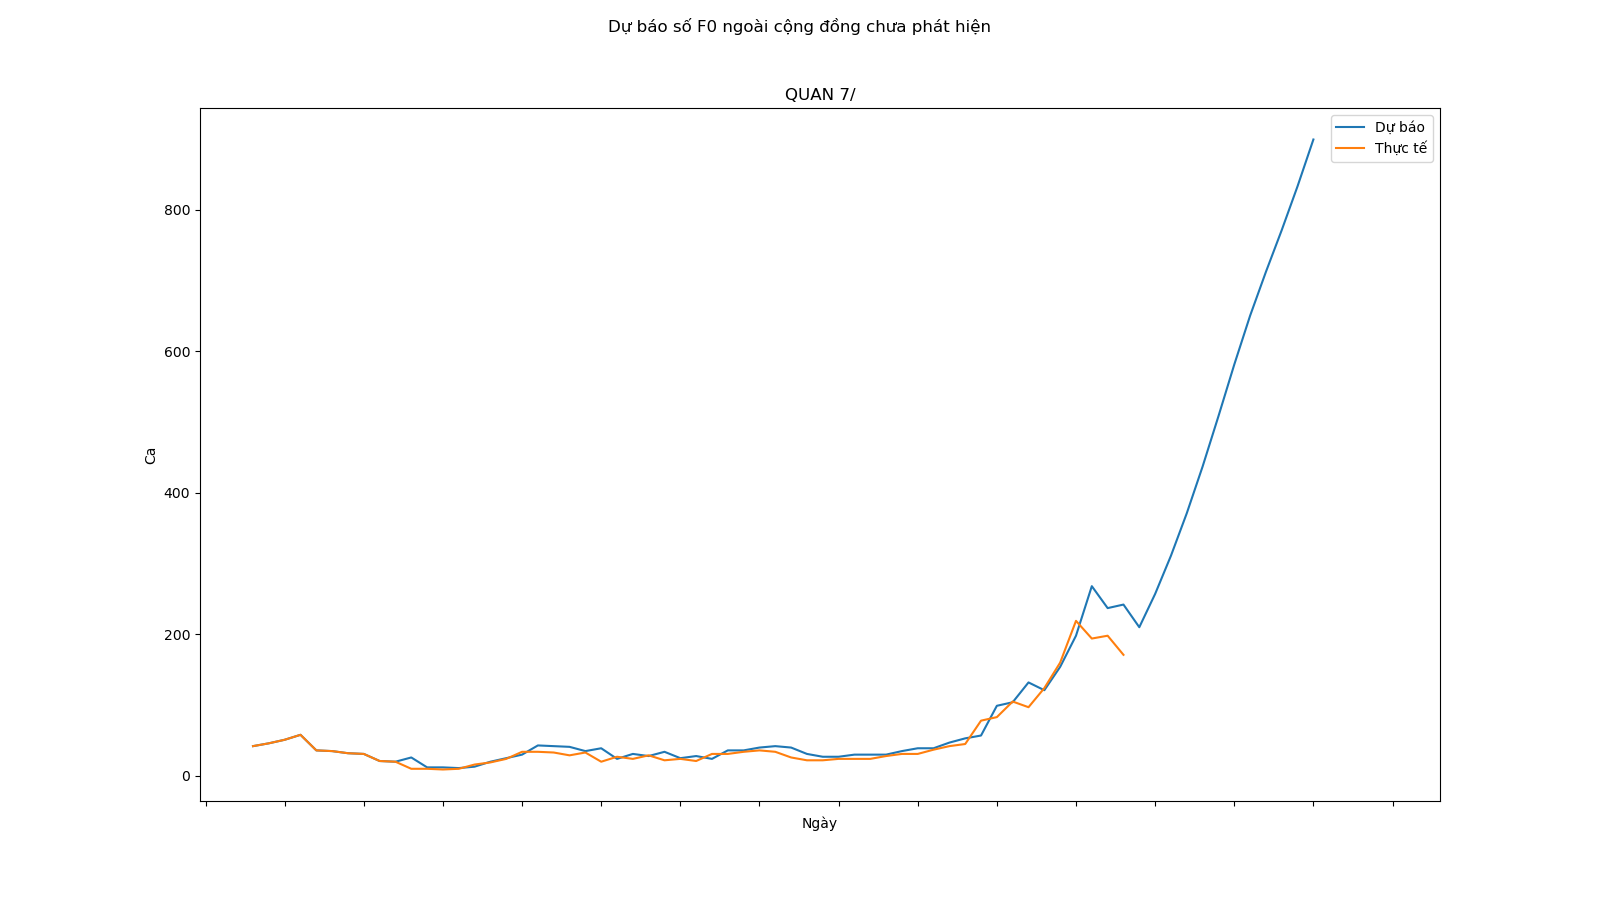 Dự báo số F0 ngoài cộng đồng chưa phát hiện
QUAN 7/
Dự báo
Thực tế
800
600
400
200
0
Ca
Ngày